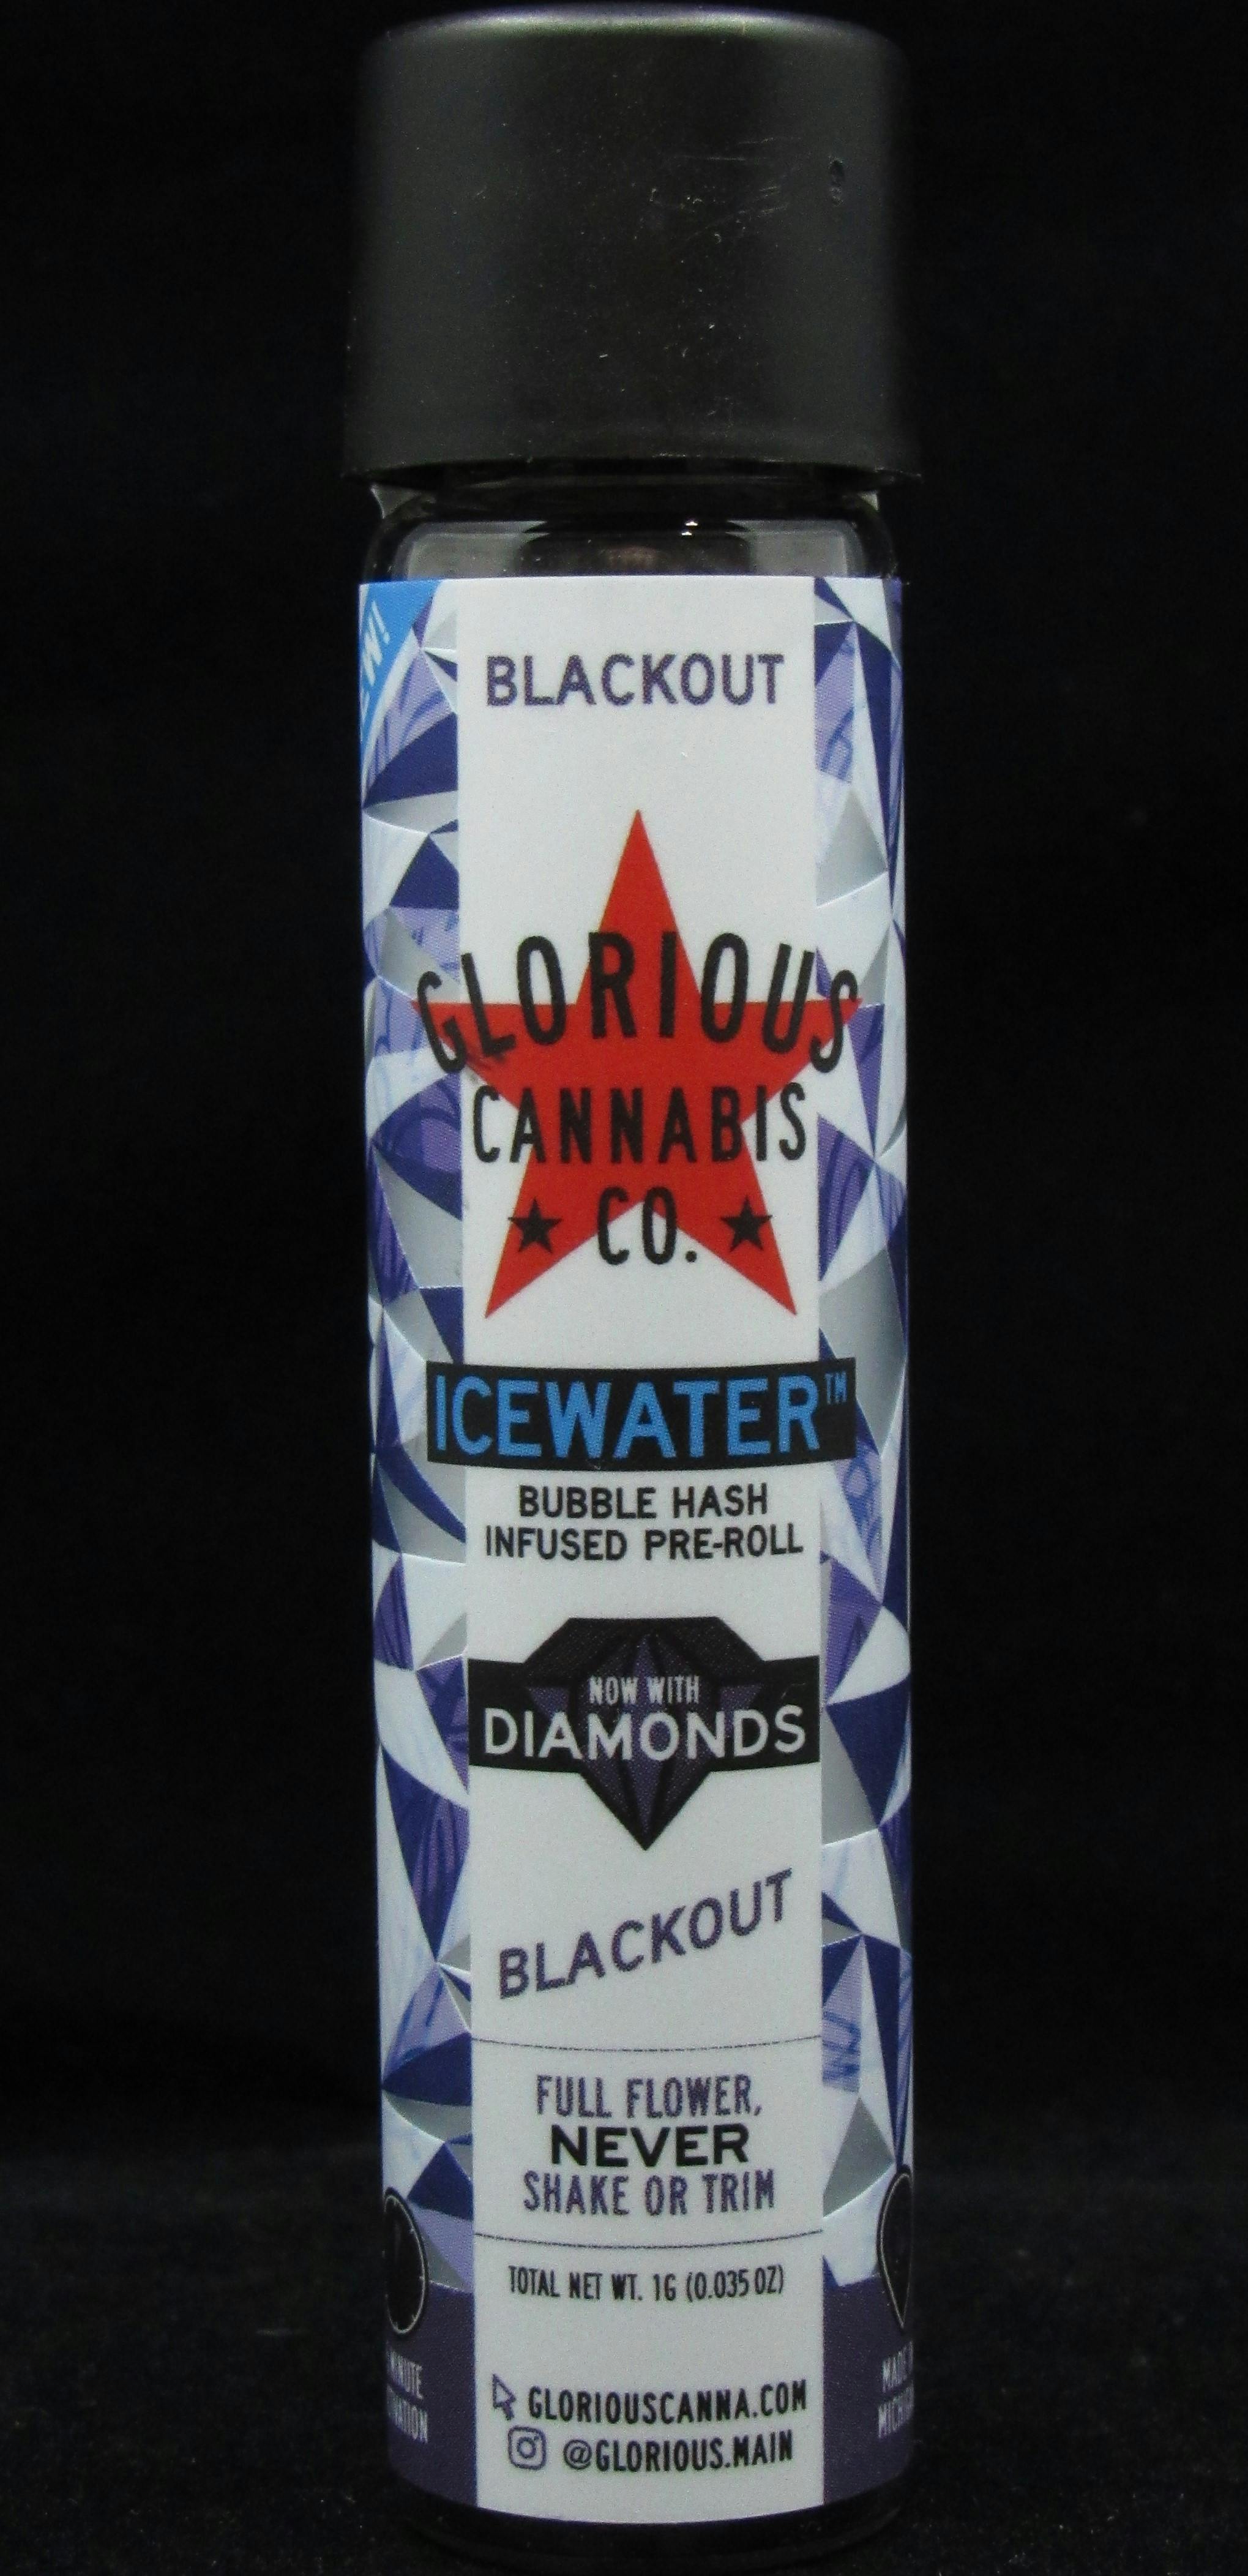 BLACKOUT
GLORIOUS
CANNABIS
CO.
ICEWATER™
BUBBLE HASH
INFUSED PRE-ROLL
NOW WITH
DIAMONDS
BLACKOUT
FULL FLOWER,
NEVER
SHAKE OR TRIM
TOTAL NET WT. 1G (0.035 OZ)
GLORIOUSCANNA.COM
@GLORIOUS.MAIN